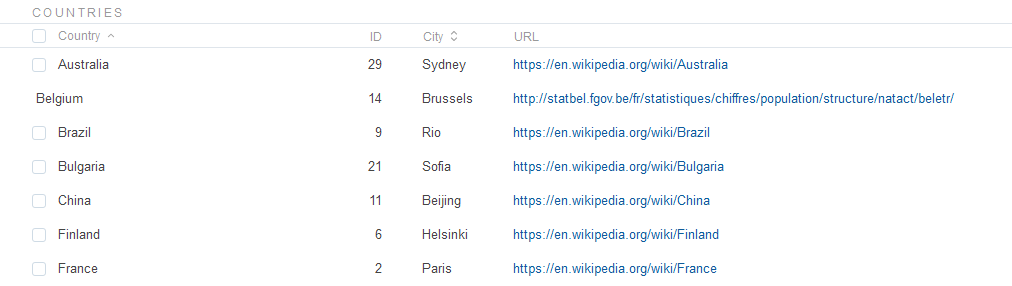 COUNTRIES
Country ID City URL
Australia 29 Sydney https://en.wikipedia.org/wiki/Australia
Belgium 14 Brussels http://statbel.fgov.be/fr/statistiques/chiffres/population/structure/natact/beletr/
Brazil 9 Rio https://en.wikipedia.org/wiki/Brazil
Bulgaria 21 Sofia https://en.wikipedia.org/wiki/Bulgaria
China 11 Beijing https://en.wikipedia.org/wiki/China
Finland 6 Helsinki https://en.wikipedia.org/wiki/Finland
France 2 Paris https://en.wikipedia.org/wiki/France